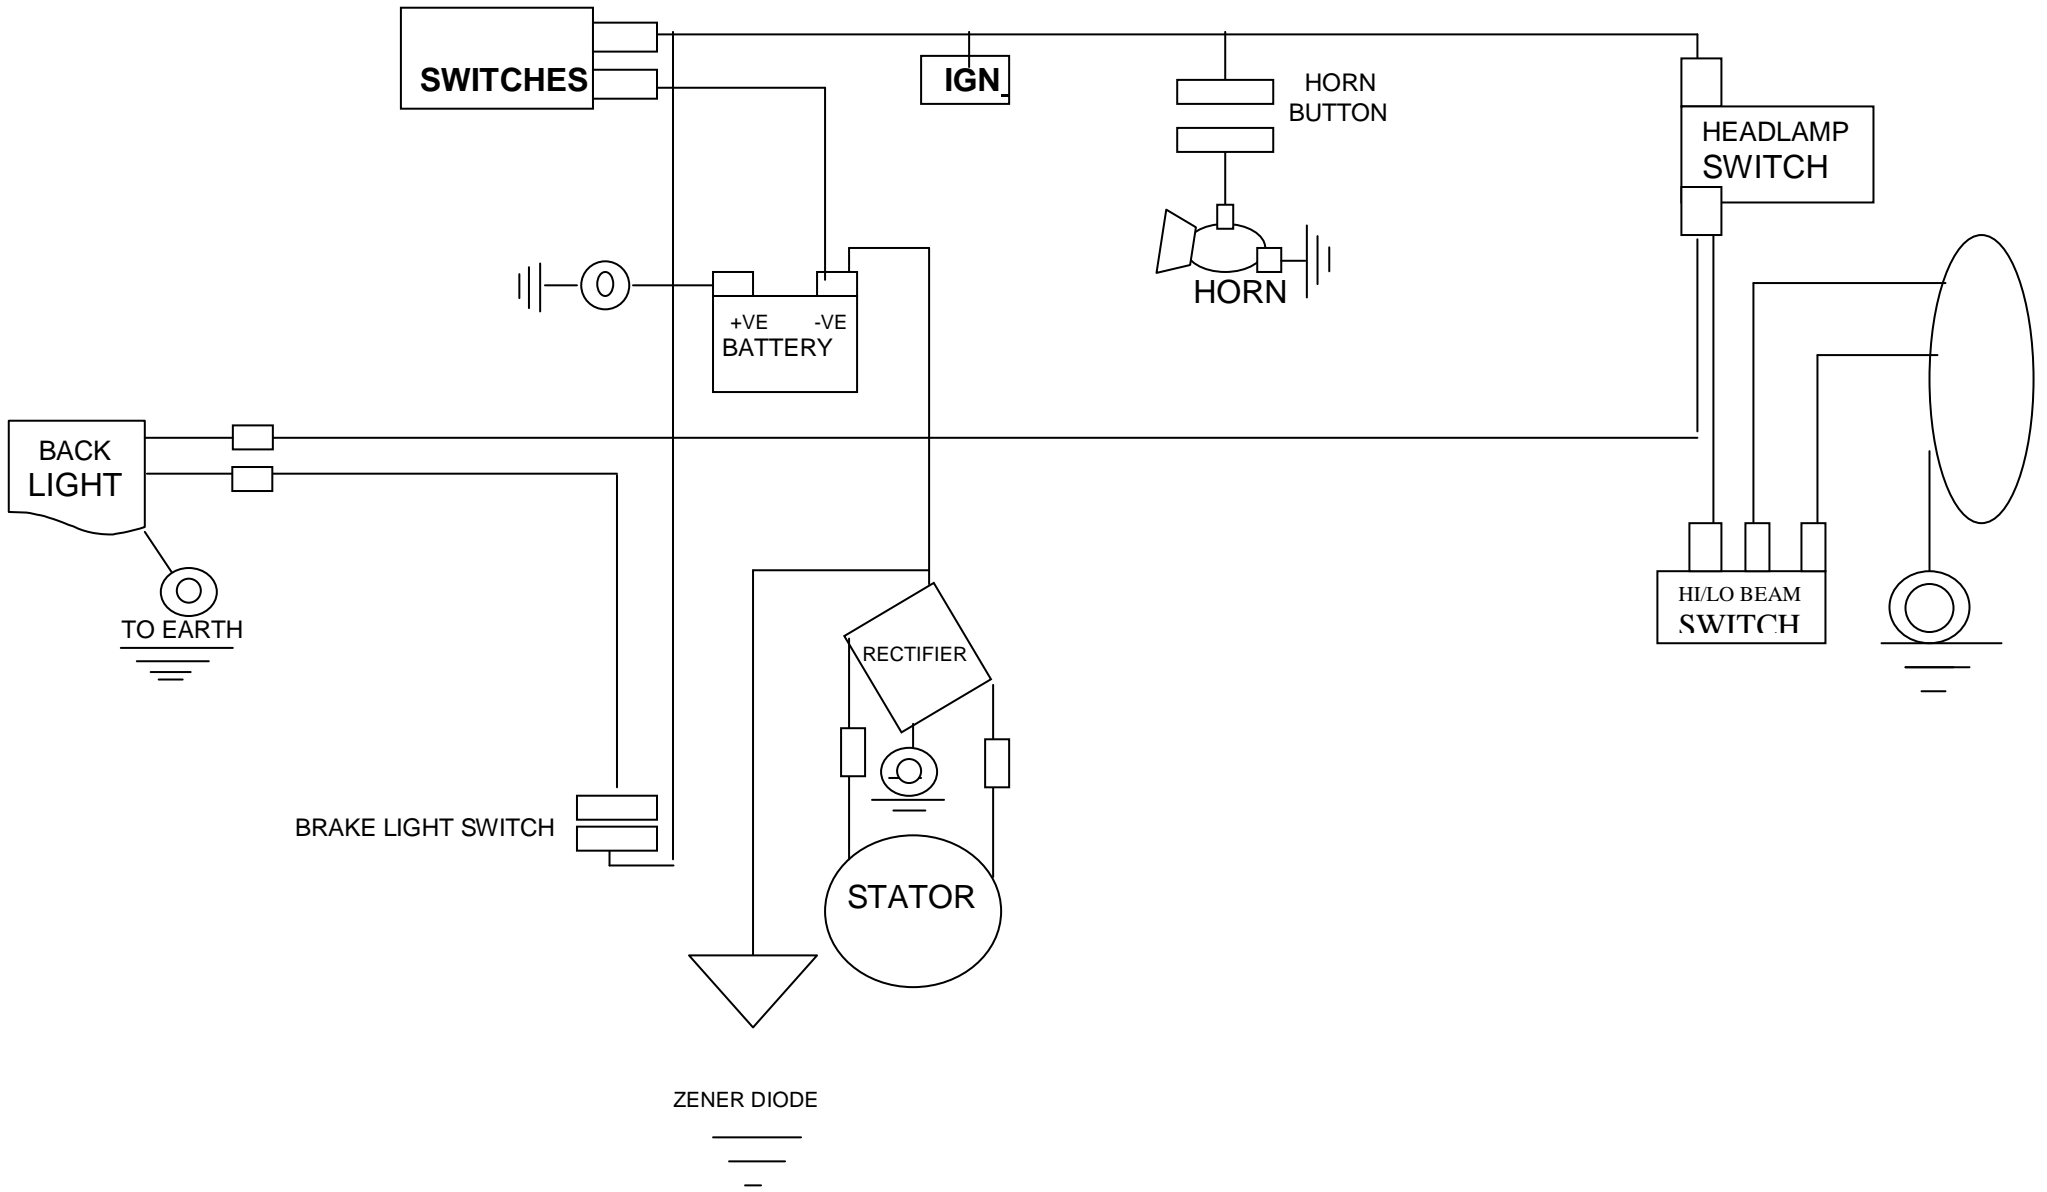 SWITCHES
IGN_
HORN
BUTTON
HEADLAMP
SWITCH
HORN
+VE -VE
BATTERY
BACK
LIGHT
TO EARTH
RECTIFIER
HI/LO BEAM
SWITCH
BRAKE LIGHT SWITCH
STATOR
ZENER DIODE